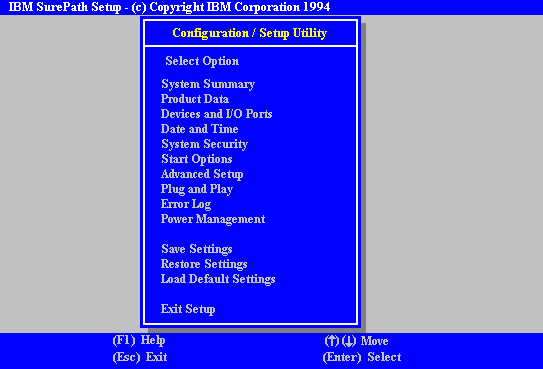 IBM SurePath Setup - (c) Copyright IBM Corporation 1994
Configuration / Setup Utility
Select Option
System Summary
Product Data
Devices and I/O Ports
Date and Time
System Security
Start Options
Advanced Setup
Plug and Play
Error Log
Power Management
Save Settings
Restore Settings
Load Default Settings
Exit Setup
(F1) Help (↑)(↓) Move
(Esc) Exit (Enter) Select